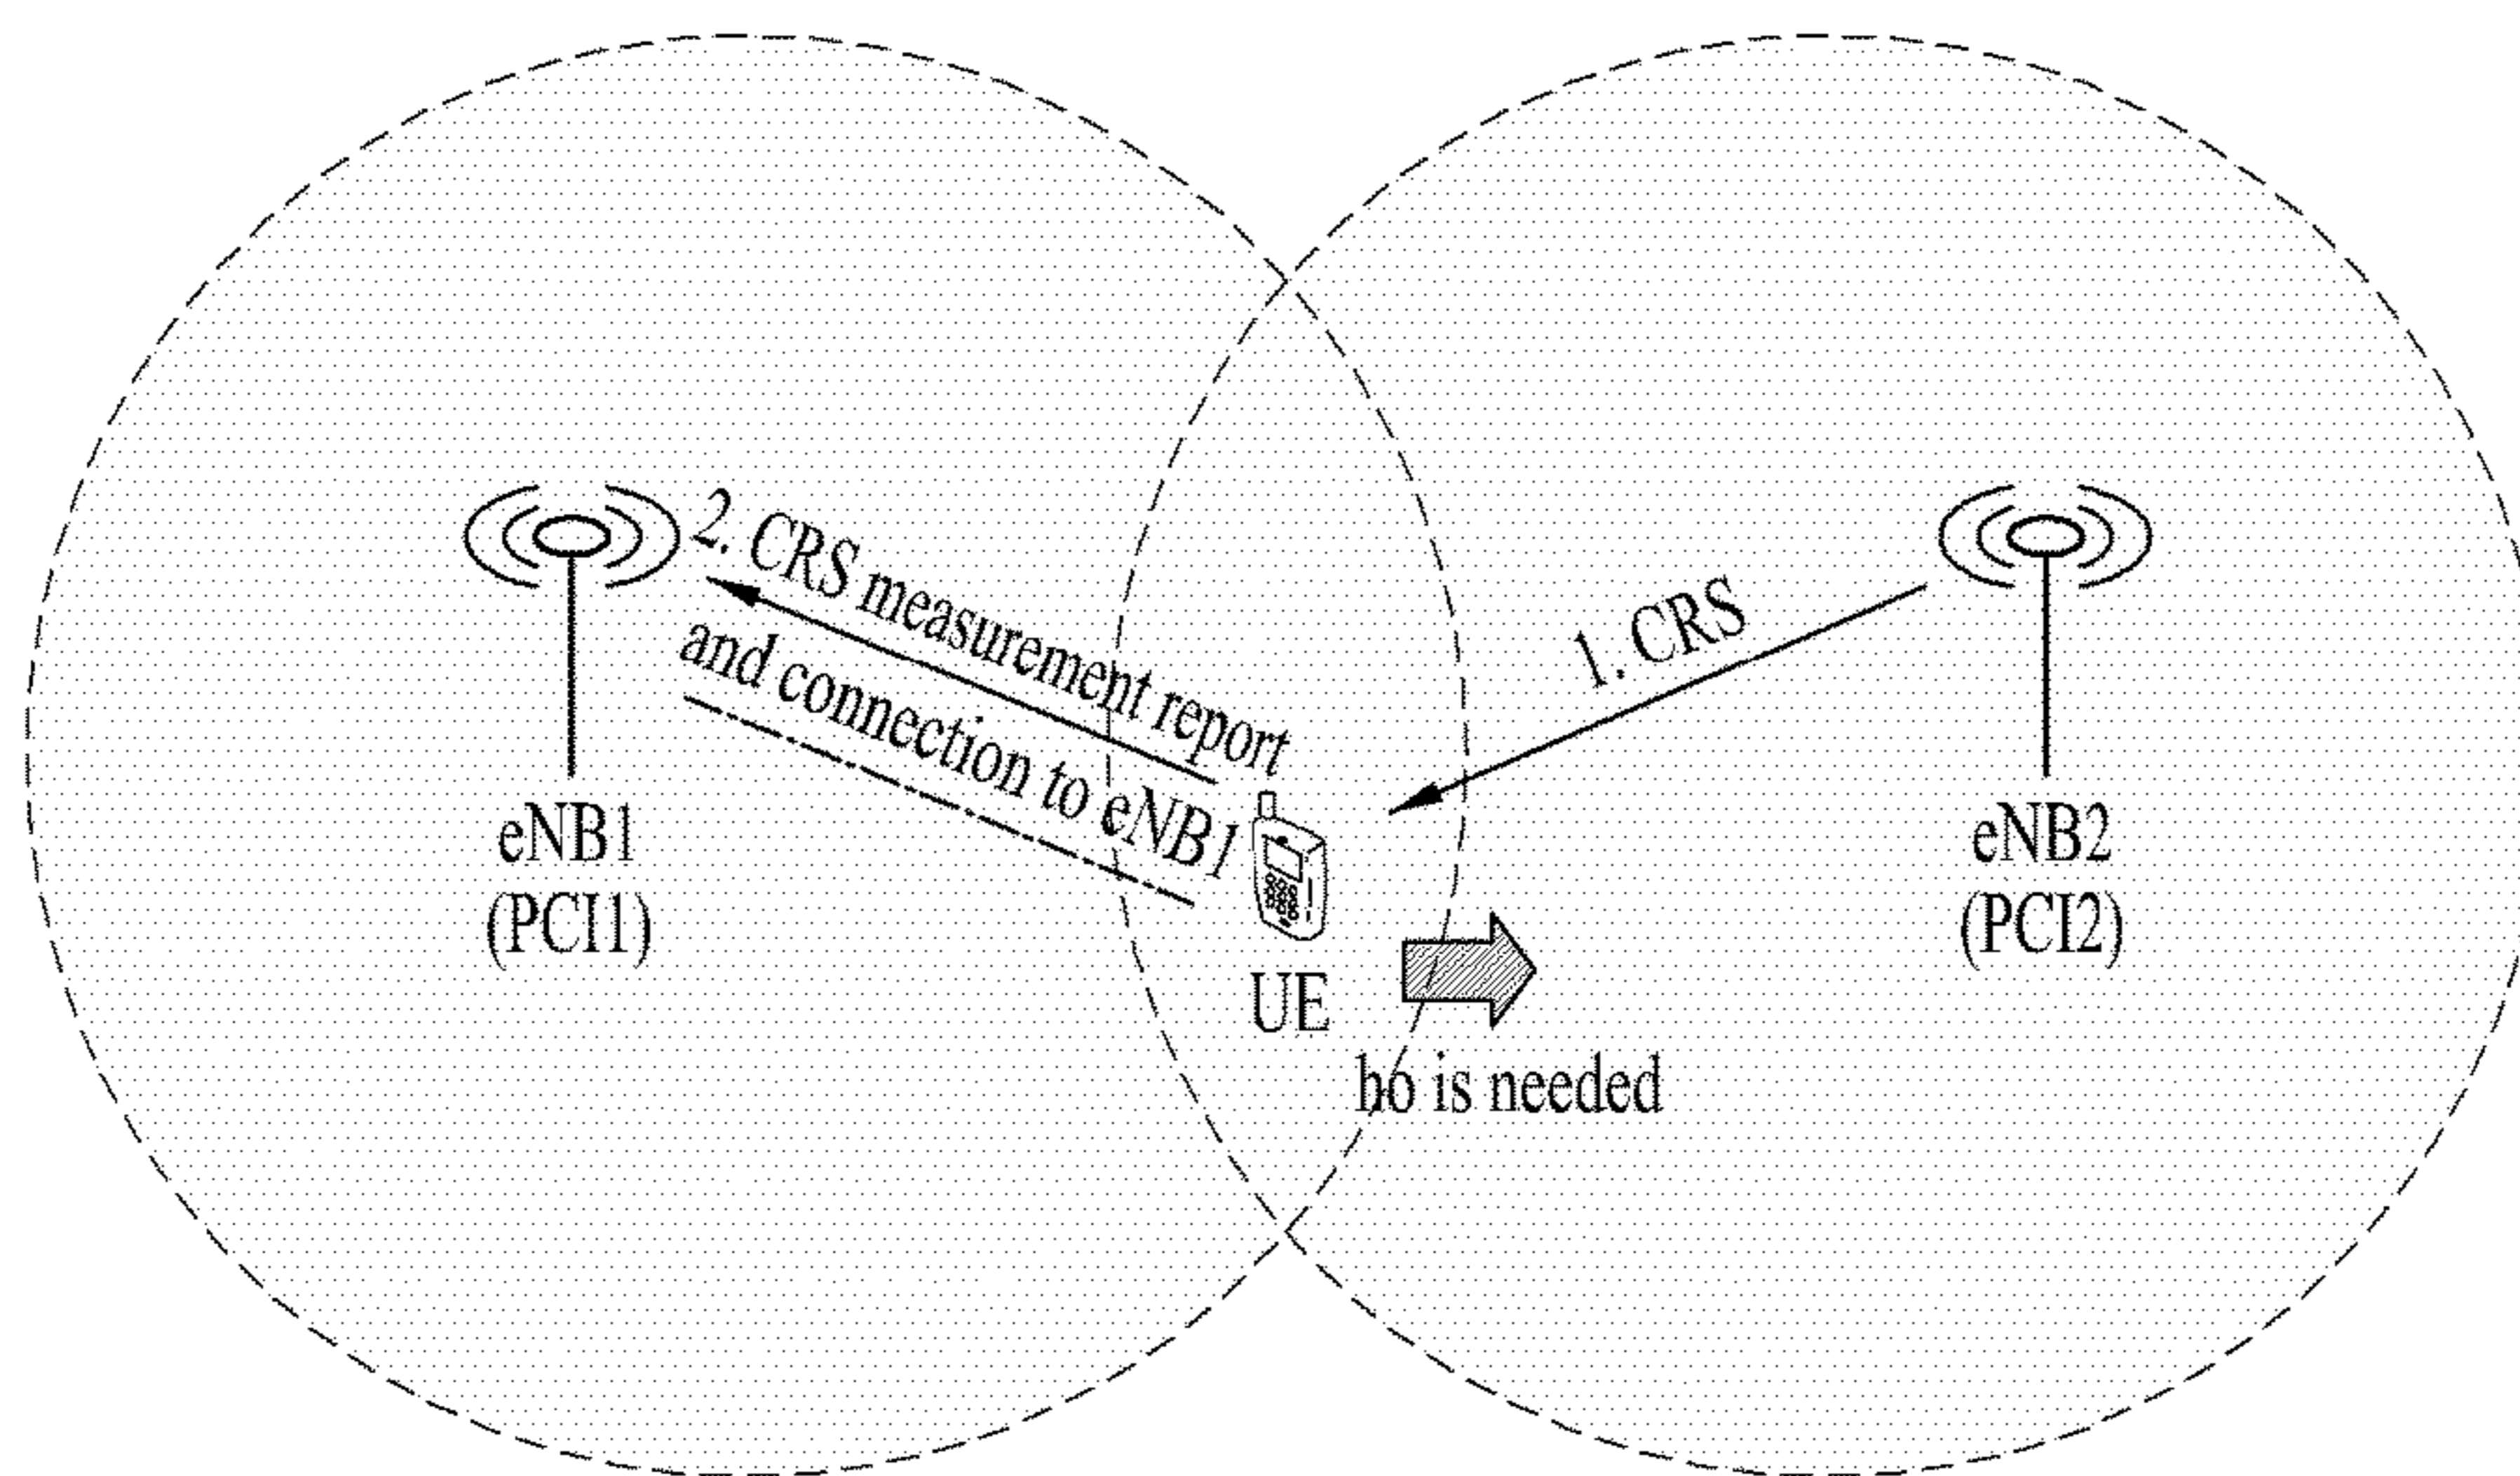 2. CRS measurement report
and connection to eNB1
1. CRS
eNB1
(PCI1)
eNB2
(PCI2)
UE
ho is needed